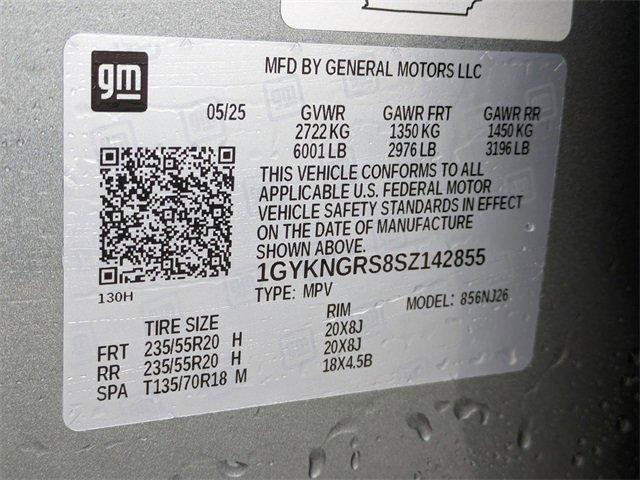 gm
MFD BY GENERAL MOTORS LLC
05/25 GVWR GAWR FRT GAWR RR
2722 KG 1350 KG 1450 KG
6001 LB 2976 LB 3196 LB
THIS VEHICLE CONFORMS TO ALL
APPLICABLE U.S. FEDERAL MOTOR
VEHICLE SAFETY STANDARDS IN EFFECT
ON THE DATE OF MANUFACTURE
SHOWN ABOVE.
1GYKNGRS8SZ142855
130H
TYPE: MPV MODEL: 856NJ26
TIRE SIZE RIM
FRT 235/55R20 H 20X8J
RR 235/55R20 H 20X8J
SPA T135/70R18 M 18X4.5B